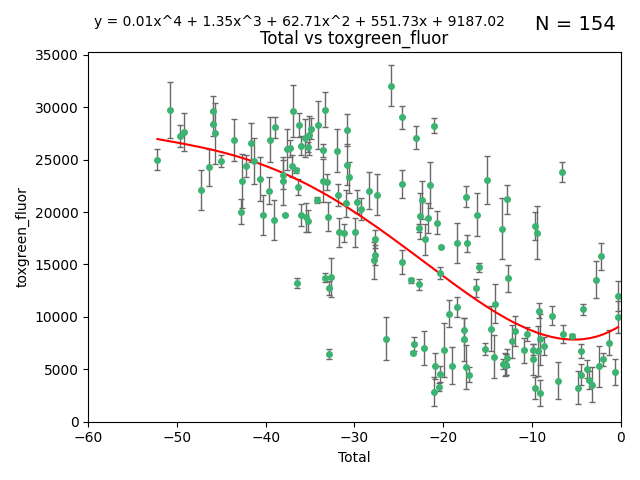 y = 0.01x^4 + 1.35x^3 + 62.71x^2 + 551.73x + 9187.02
N = 154
Total vs toxgreen_fluor
35000
30000
25000
20000
15000
10000
5000
0
toxgreen_fluor
−60 −50 −40 −30 −20 −10 0
Total